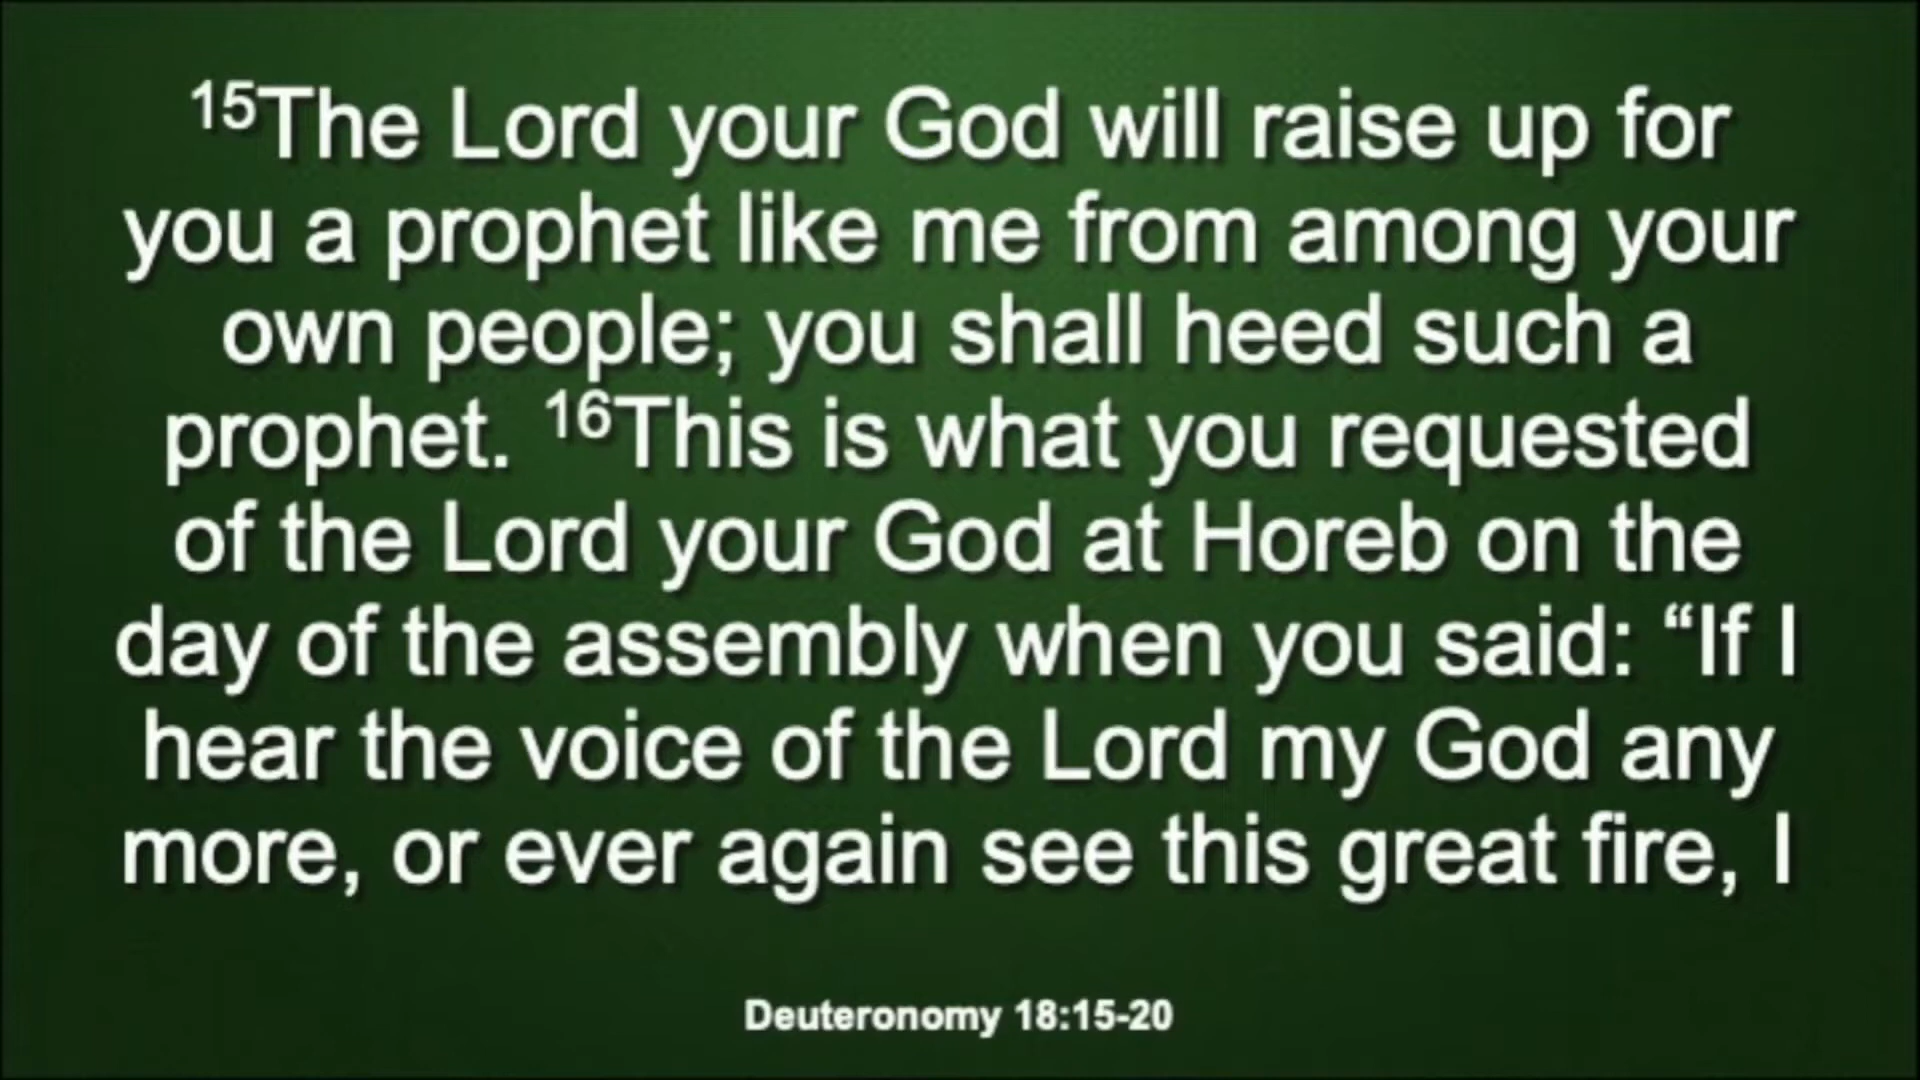 15The Lord your God will raise up for
you a prophet like me from among your
own people; you shall heed such a
prophet. 16This is what you requested
of the Lord your God at Horeb on the
day of the assembly when you said: “If I
hear the voice of the Lord my God any
more, or ever again see this great fire, I
Deuteronomy 18:15-20